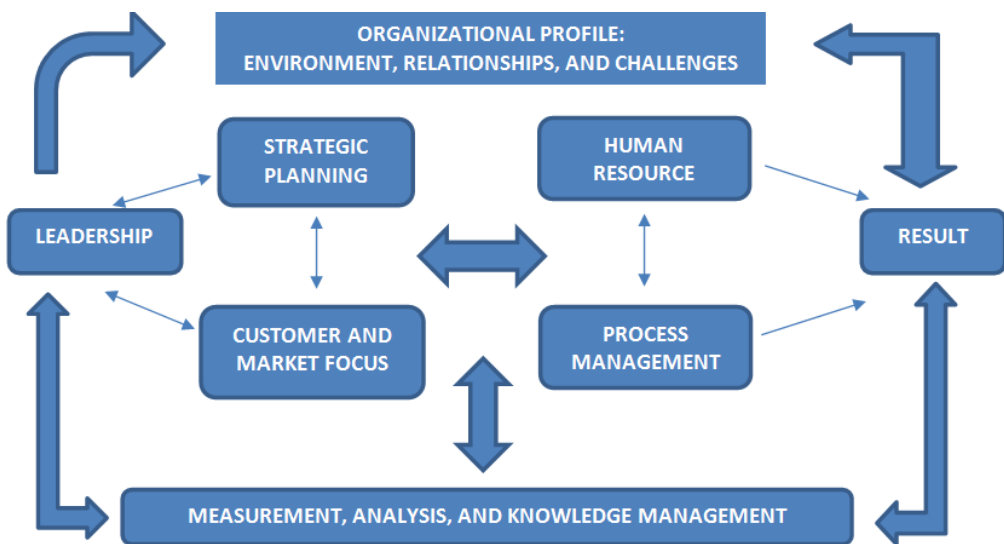 ORGANIZATIONAL PROFILE:
ENVIRONMENT, RELATIONSHIPS, AND CHALLENGES
STRATEGIC
PLANNING
HUMAN
RESOURCE
LEADERSHIP
RESULT
CUSTOMER AND
MARKET FOCUS
PROCESS
MANAGEMENT
MEASUREMENT, ANALYSIS, AND KNOWLEDGE MANAGEMENT